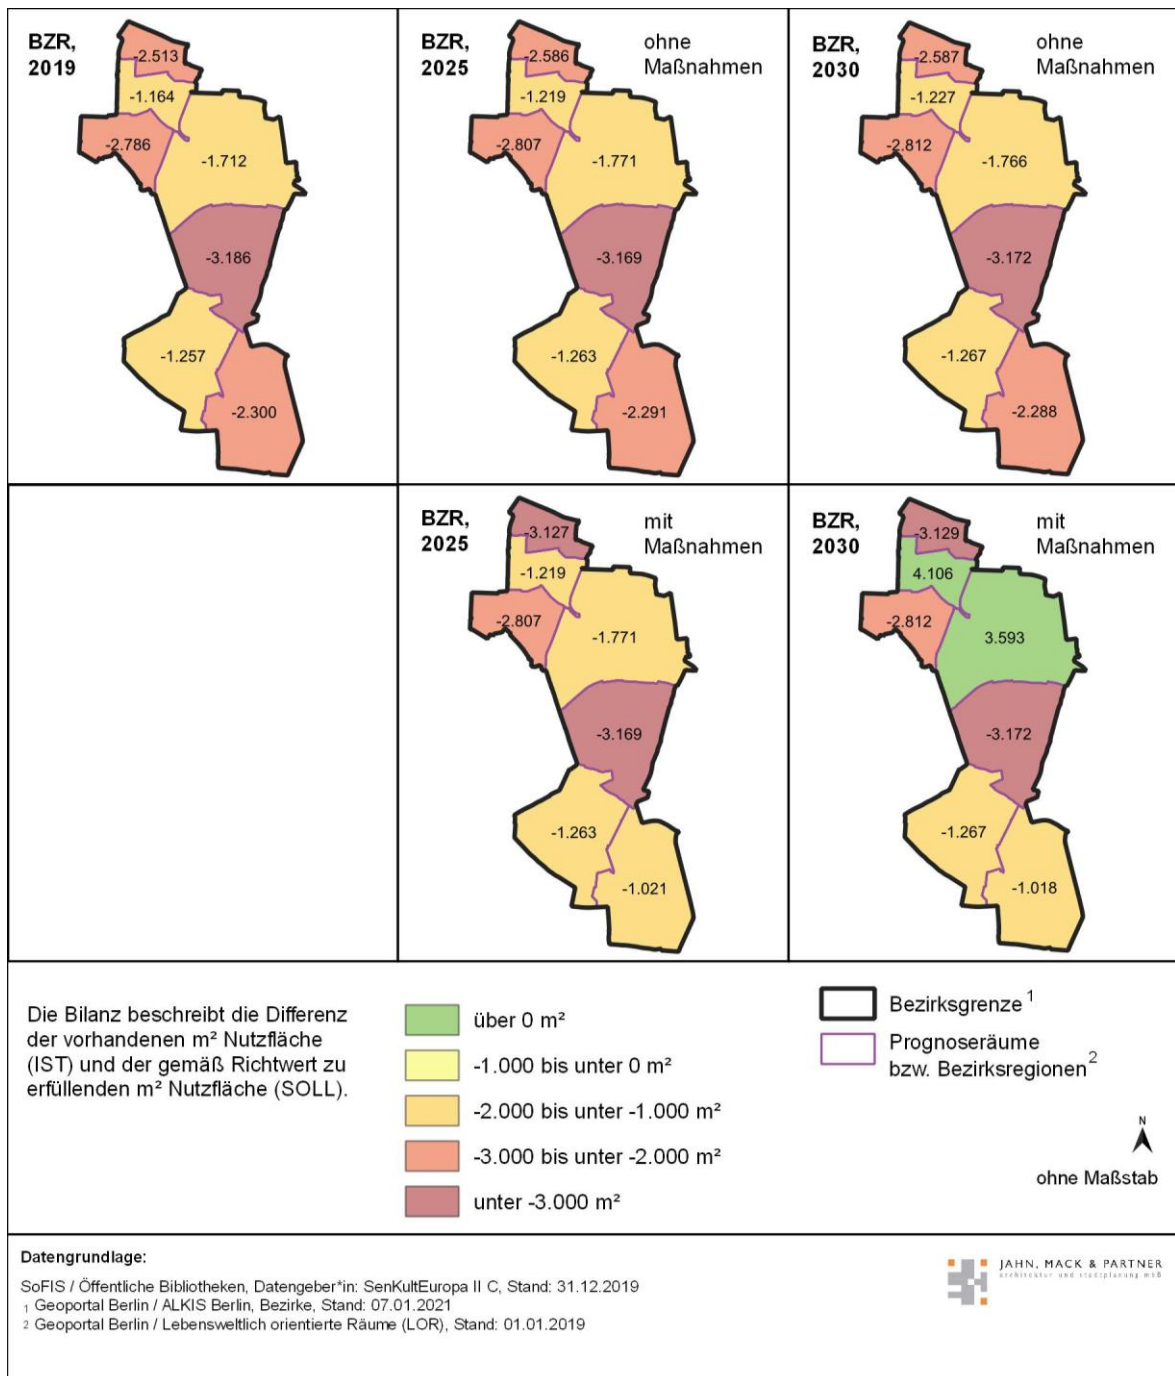 BZR,
2019
-2.513
-1.164
-2.786
-1.712
-3.186
-1.257
-2.300
BZR,
2025
ohne
Maßnahmen
-2.586
-1.219
-2.807
-1.771
-3.169
-1.263
-2.291
BZR,
2030
ohne
Maßnahmen
-2.587
-1.227
-2.812
-1.766
-3.172
-1.267
-2.288
BZR,
2025
mit
Maßnahmen
-3.127
-1.219
-2.807
-1.771
-3.169
-1.263
-1.021
BZR,
2030
mit
Maßnahmen
-3.129
4.106
-2.812
3.593
-3.172
-1.267
-1.018
Die Bilanz beschreibt die Differenz
der vorhandenen m² Nutzfläche
(IST) und der gemäß Richtwert zu
erfüllenden m² Nutzfläche (SOLL).
über 0 m²
-1.000 bis unter 0 m²
-2.000 bis unter -1.000 m²
-3.000 bis unter -2.000 m²
unter -3.000 m²
Bezirksgrenze 1
Prognoseräume
bzw. Bezirksregionen 2
N
ohne Maßstab
Datengrundlage:
SoFIS / Öffentliche Bibliotheken, Datengeber*in: SenKultEuropa II C, Stand: 31.12.2019
1 Geoportal Berlin / ALKIS Berlin, Bezirke, Stand: 07.01.2021
2 Geoportal Berlin / Lebensweltlich orientierte Räume (LOR), Stand: 01.01.2019
JAHN, MACK & PARTNER
architektur und stadtplanung mbB